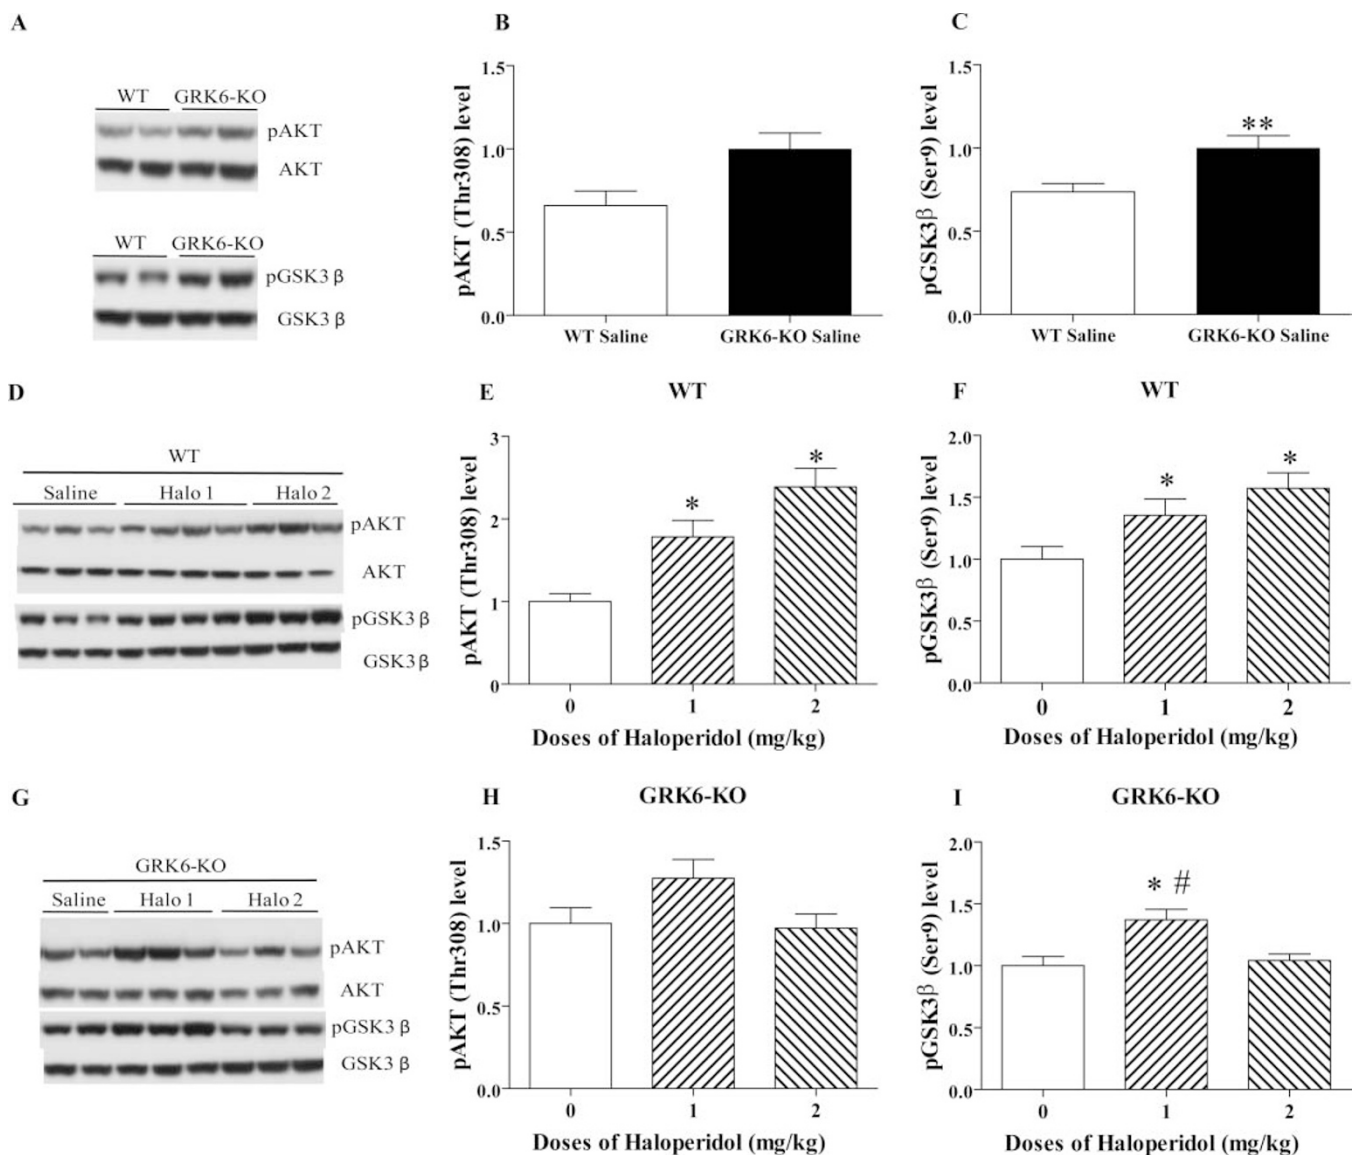 A
WT GRK6-KO
pAKT
AKT
WT GRK6-KO
pGSK3 β
GSK3 β
B
pAKT (Thr308) level
1.5
1.0
0.5
0.0
WT Saline GRK6-KO Saline
C
pGSK3β (Ser9) level
1.5
1.0
0.5
0.0
**
WT Saline GRK6-KO Saline
D
WT
Saline Halo 1 Halo 2
pAKT
AKT
pGSK3 β
GSK3 β
E
WT
pAKT (Thr308) level
3
2
1
0
* *
0 1 2
Doses of Haloperidol (mg/kg)
F
WT
pGSK3β (Ser9) level
2.0
1.5
1.0
0.5
0.0
* *
0 1 2
Doses of Haloperidol (mg/kg)
G
GRK6-KO
Saline Halo 1 Halo 2
pAKT
AKT
pGSK3 β
GSK3 β
H
GRK6-KO
pAKT (Thr308) level
1.5
1.0
0.5
0.0
0 1 2
Doses of Haloperidol (mg/kg)
I
GRK6-KO
pGSK3β (Ser9) level
2.0
1.5
1.0
0.5
0.0
* #
0 1 2
Doses of Haloperidol (mg/kg)